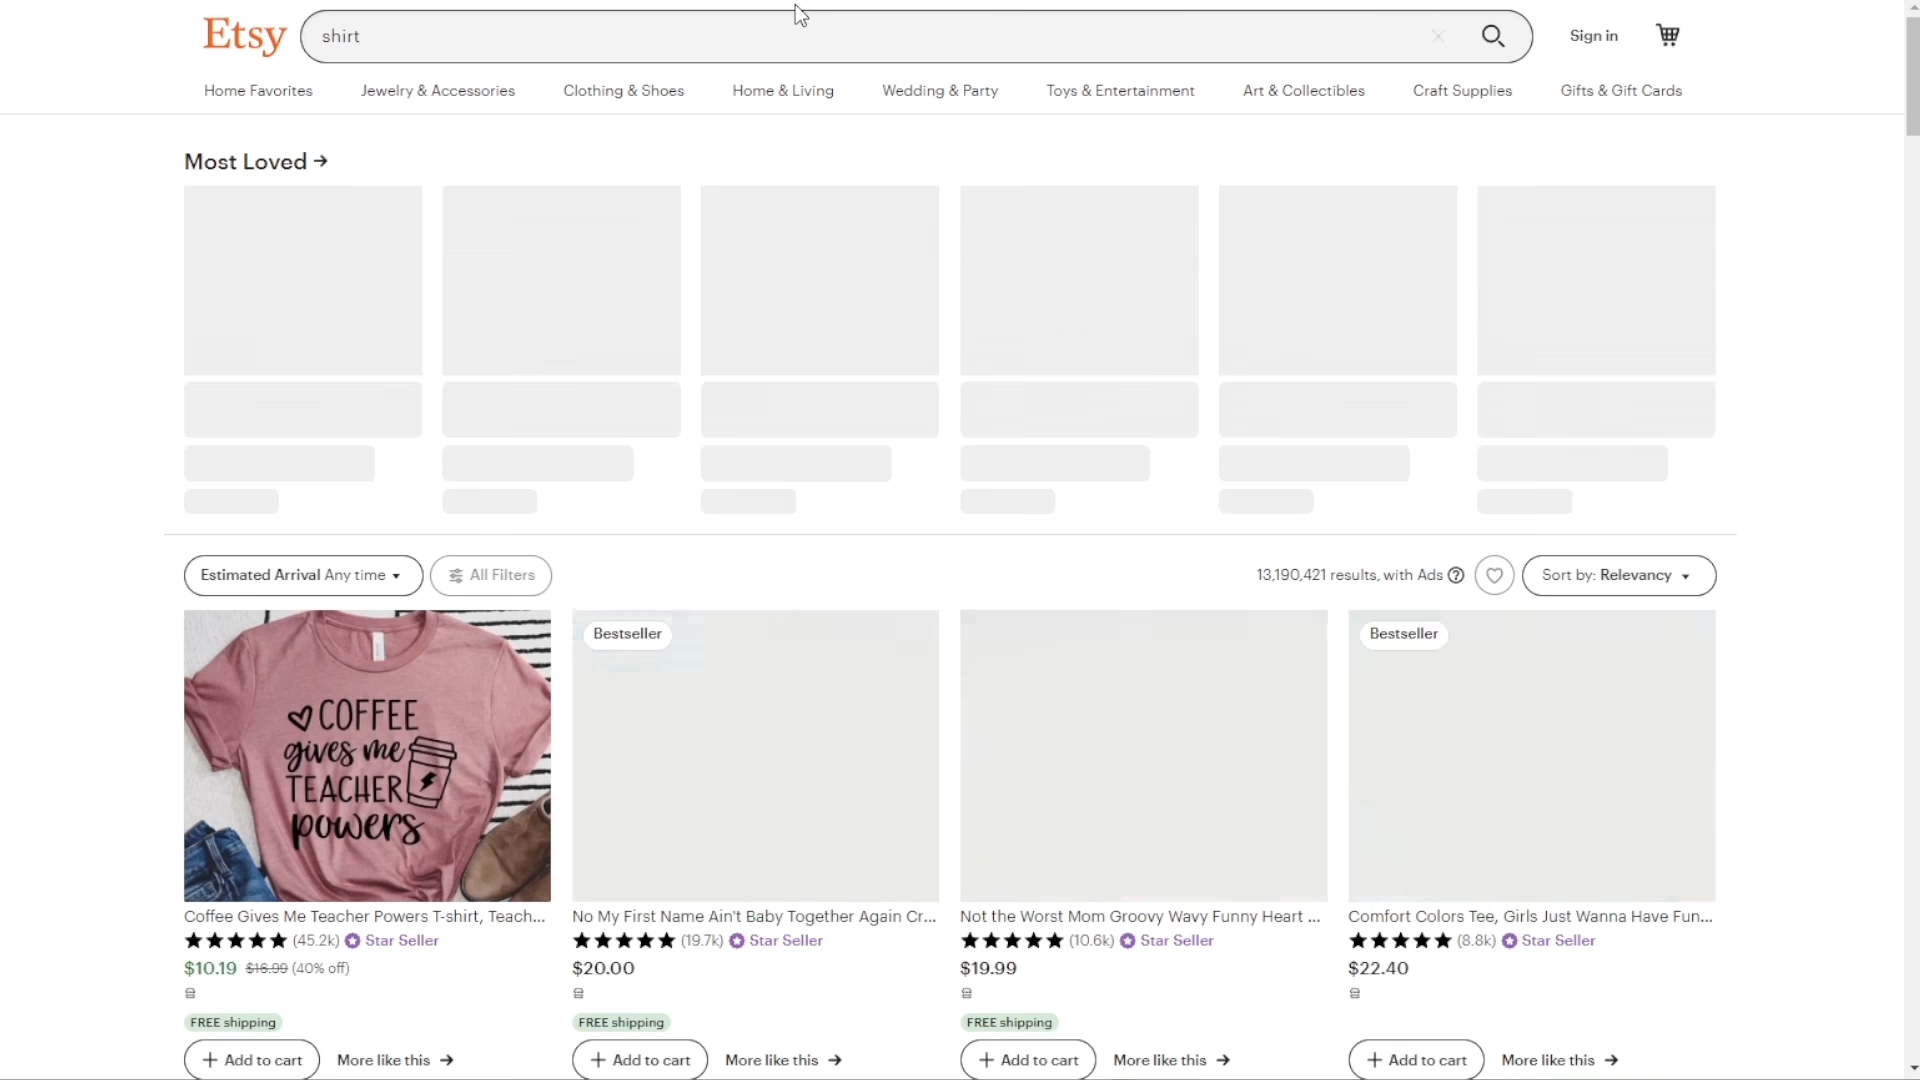 Etsy
shirt
Sign in
Home Favorites
Jewelry & Accessories
Clothing & Shoes
Home & Living
Wedding & Party
Toys & Entertainment
Art & Collectibles
Craft Supplies
Gifts & Gift Cards
Most Loved
Estimated Arrival Any time
All Filters
13,190,421 results, with Ads
Sort by: Relevancy
COFFEE
gives me
TEACHER
powers
Bestseller
Bestseller
Coffee Gives Me Teacher Powers T-shirt, Teach...
(45.2k) Star Seller
$10.19 $16.99 (40% off)
FREE shipping
+ Add to cart
More like this
No My First Name Ain't Baby Together Again Cr...
(19.7k) Star Seller
$20.00
FREE shipping
+ Add to cart
More like this
Not the Worst Mom Groovy Wavy Funny Heart ...
(10.6k) Star Seller
$19.99
FREE shipping
+ Add to cart
More like this
Comfort Colors Tee, Girls Just Wanna Have Fun...
(8.8k) Star Seller
$22.40
+ Add to cart
More like this